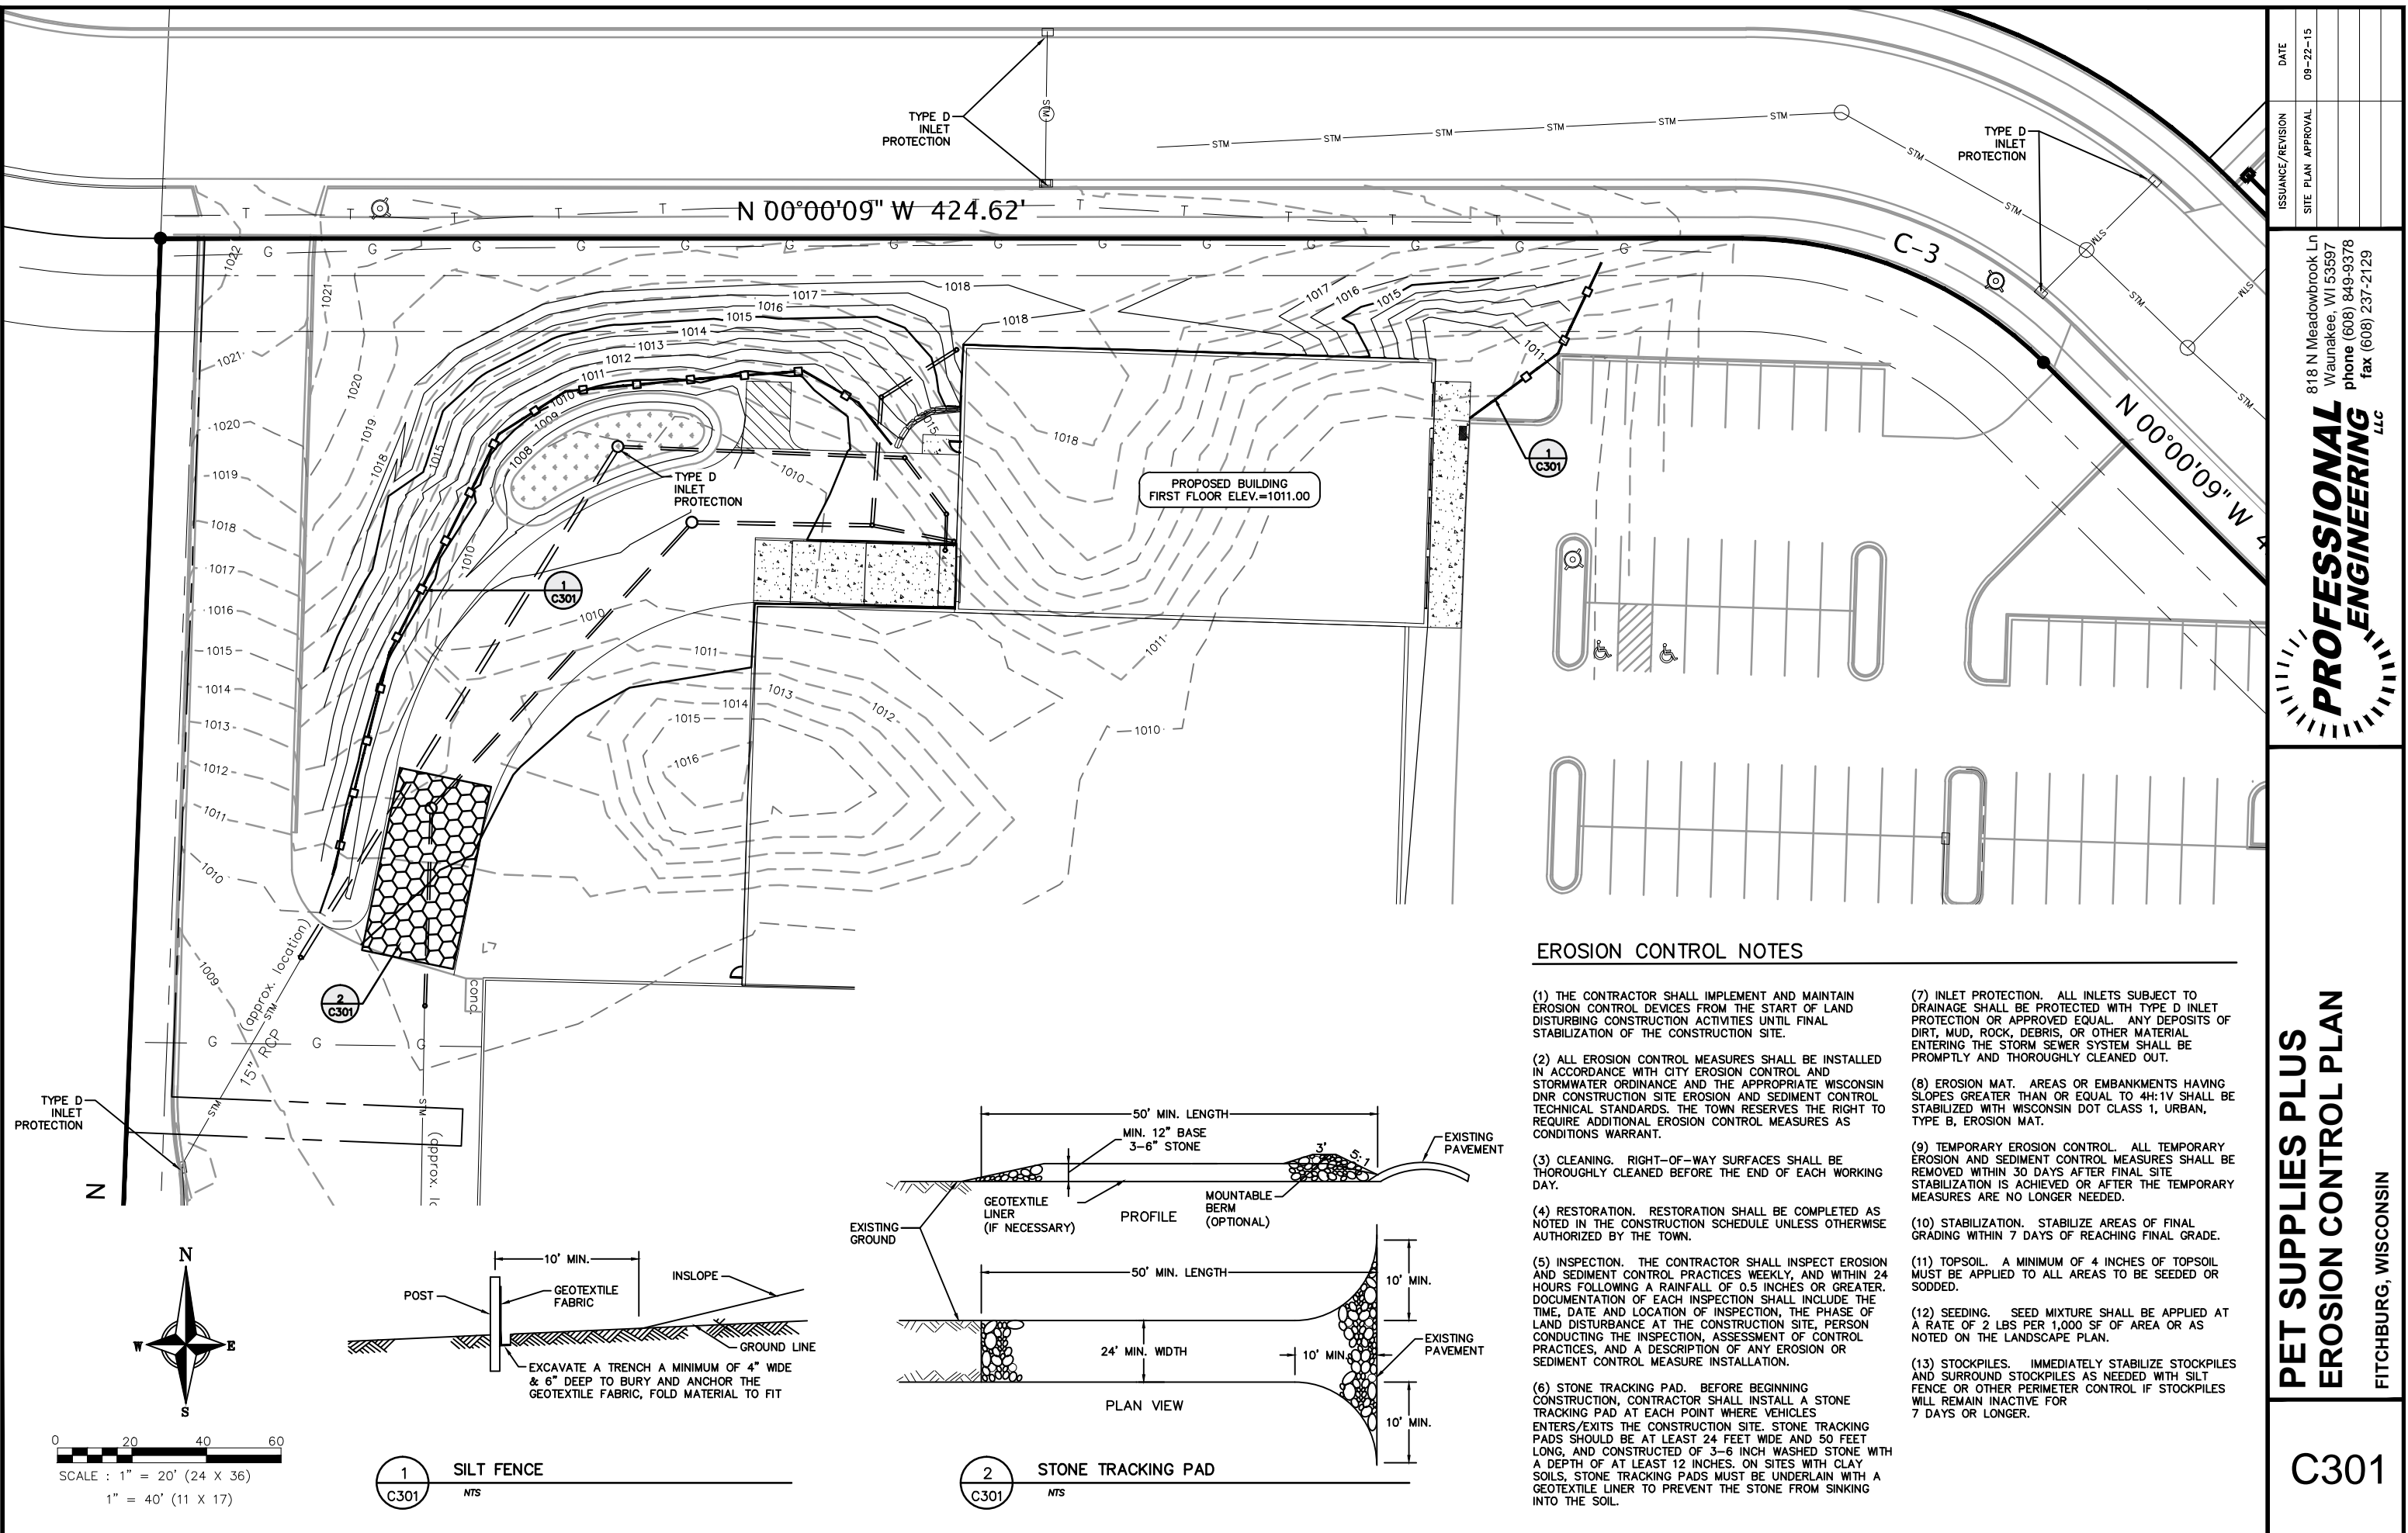 TYPE D
INLET
PROTECTION
STM
STM
STM
STM
STM
STM
STM
TYPE D
INLET
PROTECTION
STM
STM
STM
STM
STM
STM
N 00°00'09" W  424.62'
T T T T T T T T T T T
G G G G G G G G G G G G G
C-3
N 00°00'09" W
4
1022
1021
1021
1020
1020
1019
1019
1018
1018
1017
1016
1015
1014
1013
1012
1011
1010
1009
1018
1017
1016
1015
1014
1013
1012
1011
1010
1009
1008
1015
1010
1018
1015
1010
1018
1017
1016
1015
1011
1018
TYPE D
INLET
PROTECTION
1
C301
1
C301
PROPOSED BUILDING
FIRST FLOOR ELEV.=1011.00
1010
1011
1013
1014
1015
1016
1012
1011
1010
2
C301
conc.
(approx. location)
STM
15" RCP
STM
G G G
STM
(approx. lo
TYPE D
INLET
PROTECTION
N
N
W
E
S
0 20 40 60
SCALE : 1" = 20' (24 X 36)
1" = 40' (11 X 17)
10' MIN.
POST
GEOTEXTILE
FABRIC
INSLOPE
GROUND LINE
EXCAVATE A TRENCH A MINIMUM OF 4" WIDE
& 6" DEEP TO BURY AND ANCHOR THE
GEOTEXTILE FABRIC, FOLD MATERIAL TO FIT
1
C301
SILT FENCE
NTS
50' MIN. LENGTH
MIN. 12" BASE
3-6" STONE
3'
5:1
EXISTING
PAVEMENT
GEOTEXTILE
LINER
(IF NECESSARY)
PROFILE
MOUNTABLE
BERM
(OPTIONAL)
EXISTING
GROUND
50' MIN. LENGTH
10' MIN.
24' MIN. WIDTH
10' MIN.
EXISTING
PAVEMENT
PLAN VIEW
10' MIN.
2
C301
STONE TRACKING PAD
NTS
EROSION CONTROL NOTES
(1) THE CONTRACTOR SHALL IMPLEMENT AND MAINTAIN
EROSION CONTROL DEVICES FROM THE START OF LAND
DISTURBING CONSTRUCTION ACTIVITIES UNTIL FINAL
STABILIZATION OF THE CONSTRUCTION SITE.
(2) ALL EROSION CONTROL MEASURES SHALL BE INSTALLED
IN ACCORDANCE WITH CITY EROSION CONTROL AND
STORMWATER ORDINANCE AND THE APPROPRIATE WISCONSIN
DNR CONSTRUCTION SITE EROSION AND SEDIMENT CONTROL
TECHNICAL STANDARDS. THE TOWN RESERVES THE RIGHT TO
REQUIRE ADDITIONAL EROSION CONTROL MEASURES AS
CONDITIONS WARRANT.
(3) CLEANING. RIGHT-OF-WAY SURFACES SHALL BE
THOROUGHLY CLEANED BEFORE THE END OF EACH WORKING
DAY.
(4) RESTORATION. RESTORATION SHALL BE COMPLETED AS
NOTED IN THE CONSTRUCTION SCHEDULE UNLESS OTHERWISE
AUTHORIZED BY THE TOWN.
(5) INSPECTION. THE CONTRACTOR SHALL INSPECT EROSION
AND SEDIMENT CONTROL PRACTICES WEEKLY, AND WITHIN 24
HOURS FOLLOWING A RAINFALL OF 0.5 INCHES OR GREATER.
DOCUMENTATION OF EACH INSPECTION SHALL INCLUDE THE
TIME, DATE AND LOCATION OF INSPECTION, THE PHASE OF
LAND DISTURBANCE AT THE CONSTRUCTION SITE, PERSON
CONDUCTING THE INSPECTION, ASSESSMENT OF CONTROL
PRACTICES, AND A DESCRIPTION OF ANY EROSION OR
SEDIMENT CONTROL MEASURE INSTALLATION.
(6) STONE TRACKING PAD. BEFORE BEGINNING
CONSTRUCTION, CONTRACTOR SHALL INSTALL A STONE
TRACKING PAD AT EACH POINT WHERE VEHICLES
ENTERS/EXITS THE CONSTRUCTION SITE. STONE TRACKING
PADS SHOULD BE AT LEAST 24 FEET WIDE AND 50 FEET
LONG, AND CONSTRUCTED OF 3-6 INCH WASHED STONE WITH
A DEPTH OF AT LEAST 12 INCHES. ON SITES WITH CLAY
SOILS, STONE TRACKING PADS MUST BE UNDERLAIN WITH A
GEOTEXTILE LINER TO PREVENT THE STONE FROM SINKING
INTO THE SOIL.
(7) INLET PROTECTION. ALL INLETS SUBJECT TO
DRAINAGE SHALL BE PROTECTED WITH TYPE D INLET
PROTECTION OR APPROVED EQUAL. ANY DEPOSITS OF
DIRT, MUD, ROCK, DEBRIS, OR OTHER MATERIAL
ENTERING THE STORM SEWER SYSTEM SHALL BE
PROMPTLY AND THOROUGHLY CLEANED OUT.
(8) EROSION MAT. AREAS OR EMBANKMENTS HAVING
SLOPES GREATER THAN OR EQUAL TO 4H:1V SHALL BE
STABILIZED WITH WISCONSIN DOT CLASS 1, URBAN,
TYPE B, EROSION MAT.
(9) TEMPORARY EROSION CONTROL. ALL TEMPORARY
EROSION AND SEDIMENT CONTROL MEASURES SHALL BE
REMOVED WITHIN 30 DAYS AFTER FINAL SITE
STABILIZATION IS ACHIEVED OR AFTER THE TEMPORARY
MEASURES ARE NO LONGER NEEDED.
(10) STABILIZATION. STABILIZE AREAS OF FINAL
GRADING WITHIN 7 DAYS OF REACHING FINAL GRADE.
(11) TOPSOIL. A MINIMUM OF 4 INCHES OF TOPSOIL
MUST BE APPLIED TO ALL AREAS TO BE SEEDED OR
SODDED.
(12) SEEDING. SEED MIXTURE SHALL BE APPLIED AT
A RATE OF 2 LBS PER 1,000 SF OF AREA OR AS
NOTED ON THE LANDSCAPE PLAN.
(13) STOCKPILES. IMMEDIATELY STABILIZE STOCKPILES
AND SURROUND STOCKPILES AS NEEDED WITH SILT
FENCE OR OTHER PERIMETER CONTROL IF STOCKPILES
WILL REMAIN INACTIVE FOR
7 DAYS OR LONGER.
ISSUANCE/REVISION DATE
SITE PLAN APPROVAL 09-22-15
818 N Meadowbrook Ln
Waunakee, WI 53597
phone (608) 849-9378
fax (608) 237-2129
PROFESSIONAL
ENGINEERING
LLC
PET SUPPLIES PLUS
EROSION CONTROL PLAN
FITCHBURG, WISCONSIN
C301